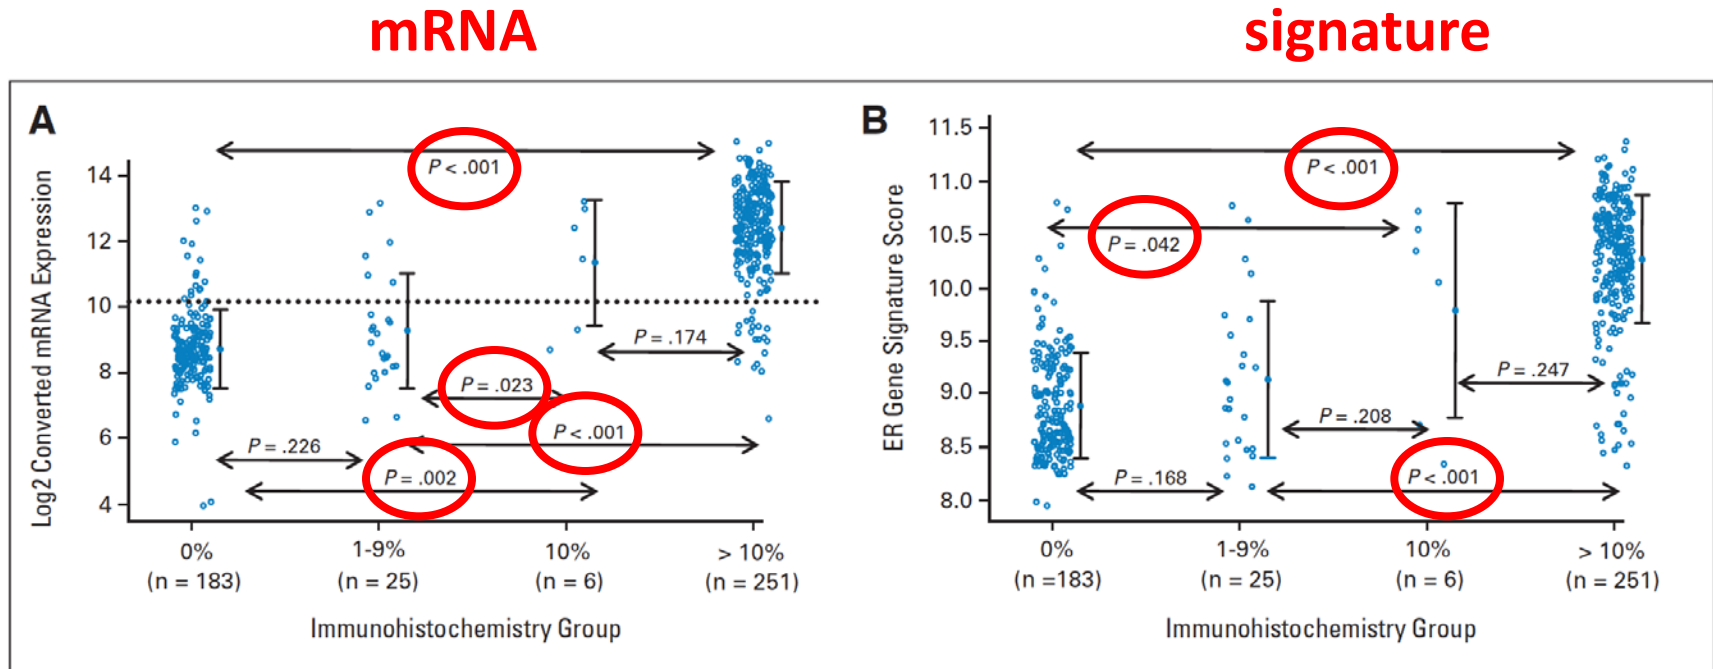 mRNA
signature
A
Log2 Converted mRNA Expression
14
12
10
8
6
4
P < .001
P = .174
P = .023
P < .001
P = .226
P = .002
0%
1-9%
10%
> 10%
(n = 183)
(n = 25)
(n = 6)
(n = 251)
Immunohistochemistry Group
B
ER Gene Signature Score
11.5
11.0
10.5
10.0
9.5
9.0
8.5
8.0
P < .001
P = .042
P = .247
P = .208
P = .168
P < .001
0%
1-9%
10%
> 10%
(n =183)
(n = 25)
(n = 6)
(n = 251)
Immunohistochemistry Group